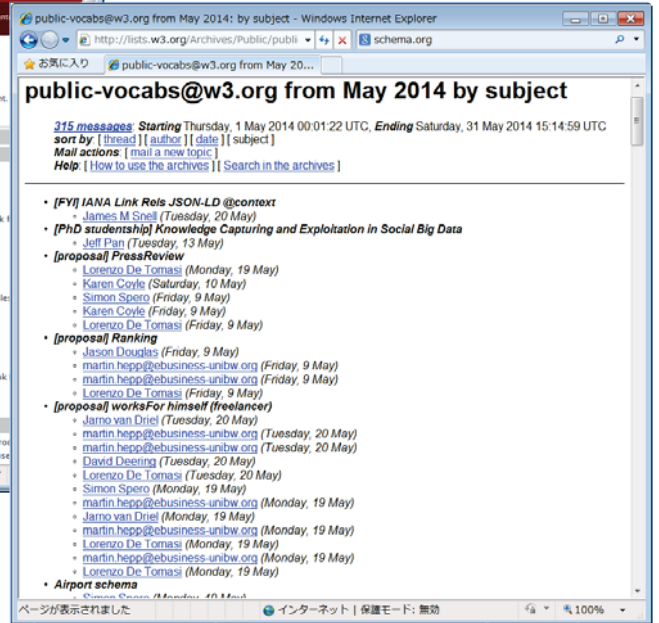 public-vocabs@w3.org from May 2014: by subject - Windows Internet Explorer
http://lists.w3.org/Archives/Public/publi
schema.org
お気に入り
public-vocabs@w3.org from May 20...
public-vocabs@w3.org from May 2014 by subject
315 messages: Starting Thursday, 1 May 2014 00:01:22 UTC, Ending Saturday, 31 May 2014 15:14:59 UTC
sort by: [ thread ] [ author ] [ date ] [ subject ]
Mail actions: [ mail a new topic ]
Help: [ How to use the archives ] [ Search in the archives ]
• [FYI] IANA Link Rels JSON-LD @context
◦ James M Snell (Tuesday, 20 May)
• [PhD studentship] Knowledge Capturing and Exploitation in Social Big Data
◦ Jeff Pan (Tuesday, 13 May)
• [proposal] PressReview
◦ Lorenzo De Tomasi (Monday, 19 May)
◦ Karen Coyle (Saturday, 10 May)
◦ Simon Spero (Friday, 9 May)
◦ Karen Coyle (Friday, 9 May)
◦ Lorenzo De Tomasi (Friday, 9 May)
• [proposal] Ranking
◦ Jason Douglas (Friday, 9 May)
◦ martin.hepp@ebusiness-unibw.org (Friday, 9 May)
◦ martin.hepp@ebusiness-unibw.org (Friday, 9 May)
◦ Lorenzo De Tomasi (Friday, 9 May)
• [proposal] worksFor himself (freelancer)
◦ Jarno van Driel (Tuesday, 20 May)
◦ martin.hepp@ebusiness-unibw.org (Tuesday, 20 May)
◦ martin.hepp@ebusiness-unibw.org (Tuesday, 20 May)
◦ David Deering (Tuesday, 20 May)
◦ Lorenzo De Tomasi (Tuesday, 20 May)
◦ Simon Spero (Monday, 19 May)
◦ martin.hepp@ebusiness-unibw.org (Monday, 19 May)
◦ Jarno van Driel (Monday, 19 May)
◦ martin.hepp@ebusiness-unibw.org (Monday, 19 May)
◦ Lorenzo De Tomasi (Monday, 19 May)
◦ martin.hepp@ebusiness-unibw.org (Monday, 19 May)
◦ Lorenzo De Tomasi (Monday, 19 May)
• Airport schema
◦ Simon Spero (Monday, 19 May)
ページが表示されました
インターネット | 保護モード: 無効
100%